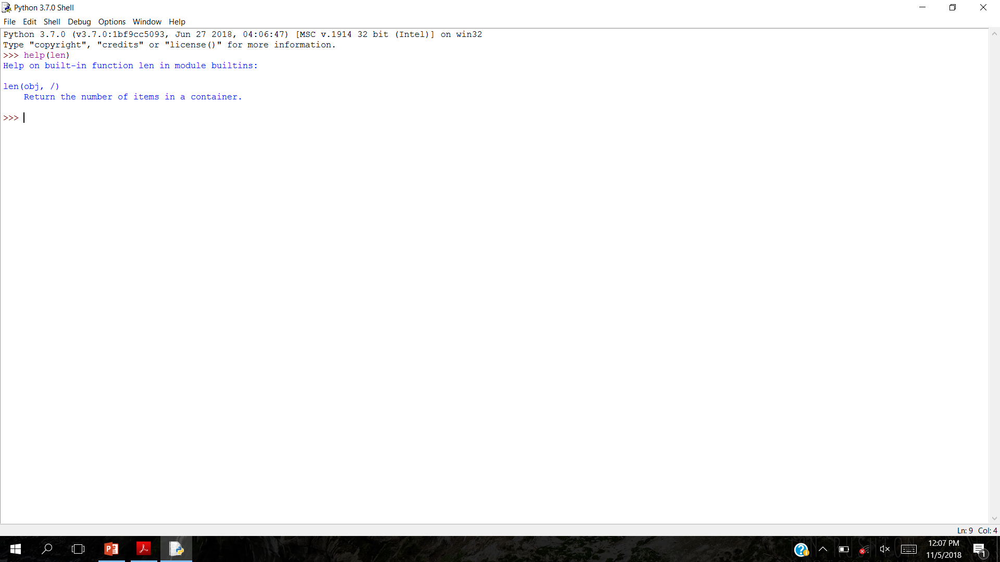 Python 3.7.0 Shell
File Edit Shell Debug Options Window Help
Python 3.7.0 (v3.7.0:1bf9cc5093, Jun 27 2018, 04:06:47) [MSC v.1914 32 bit (Intel)] on win32
Type "copyright", "credits" or "license()" for more information.
>>> help(len)
Help on built-in function len in module builtins:

len(obj, /)
    Return the number of items in a container.

>>>
Ln: 9 Col: 4
12:07 PM
11/5/2018
1